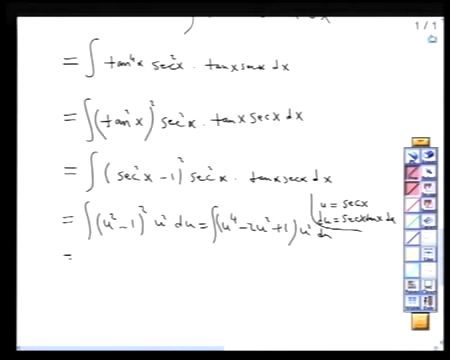 1 / 1
= ∫ tan⁴x sec²x · tanx secx dx
= ∫ (tan²x)² sec²x · tanx secx dx
= ∫ (sec²x − 1)² sec²x · tanx secx dx
u = secx
du = secx tanx dx
= ∫ (u² − 1)² u² du = ∫ (u⁴ − 2u² + 1) u² du
=